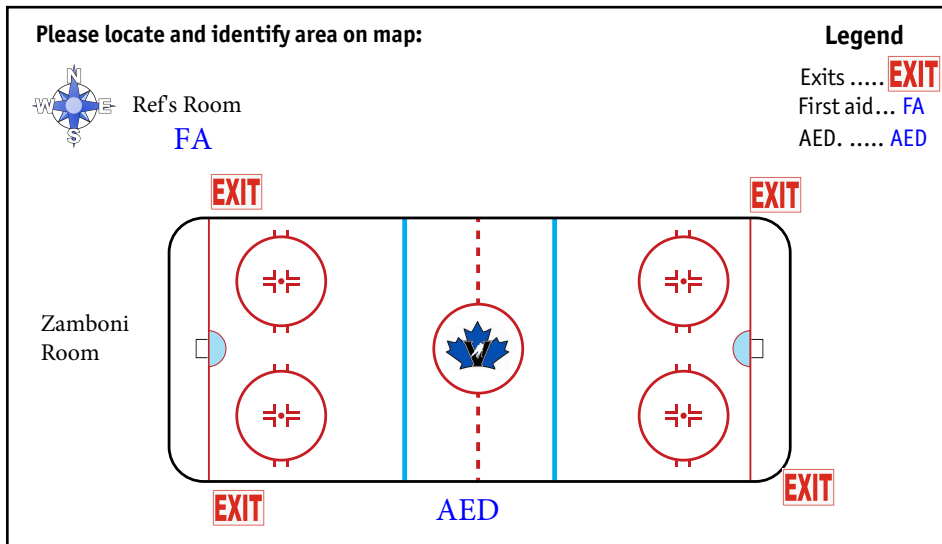 Please locate and identify area on map:
Legend
Exits ..... EXIT
First aid... FA
AED. ..... AED
N
W E
S
Ref's Room
FA
EXIT
EXIT
Zamboni
Room
V
EXIT
AED
EXIT